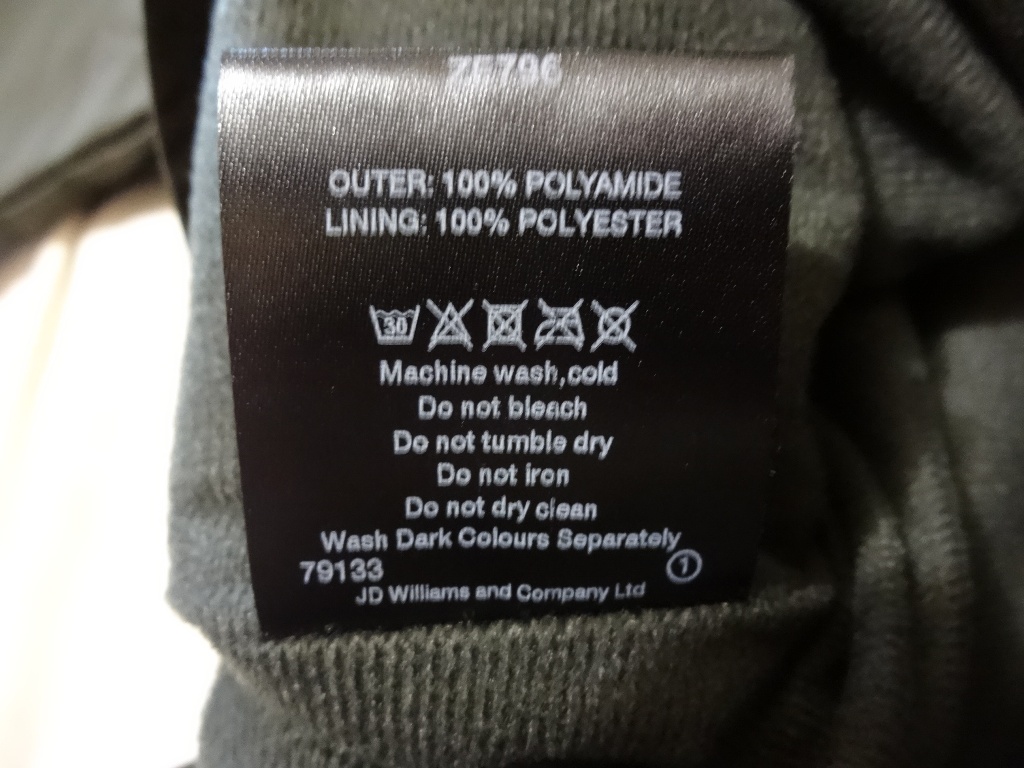 ZE796
OUTER: 100% POLYAMIDE
LINING: 100% POLYESTER
30
Machine wash,cold
Do not bleach
Do not tumble dry
Do not iron
Do not dry clean
Wash Dark Colours Separately
79133 1
JD Williams and Company Ltd